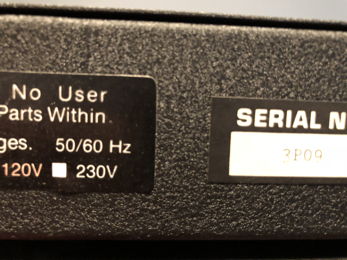 No User
Parts Within
ges. 50/60 Hz
120V 230V
SERIAL N
3P09